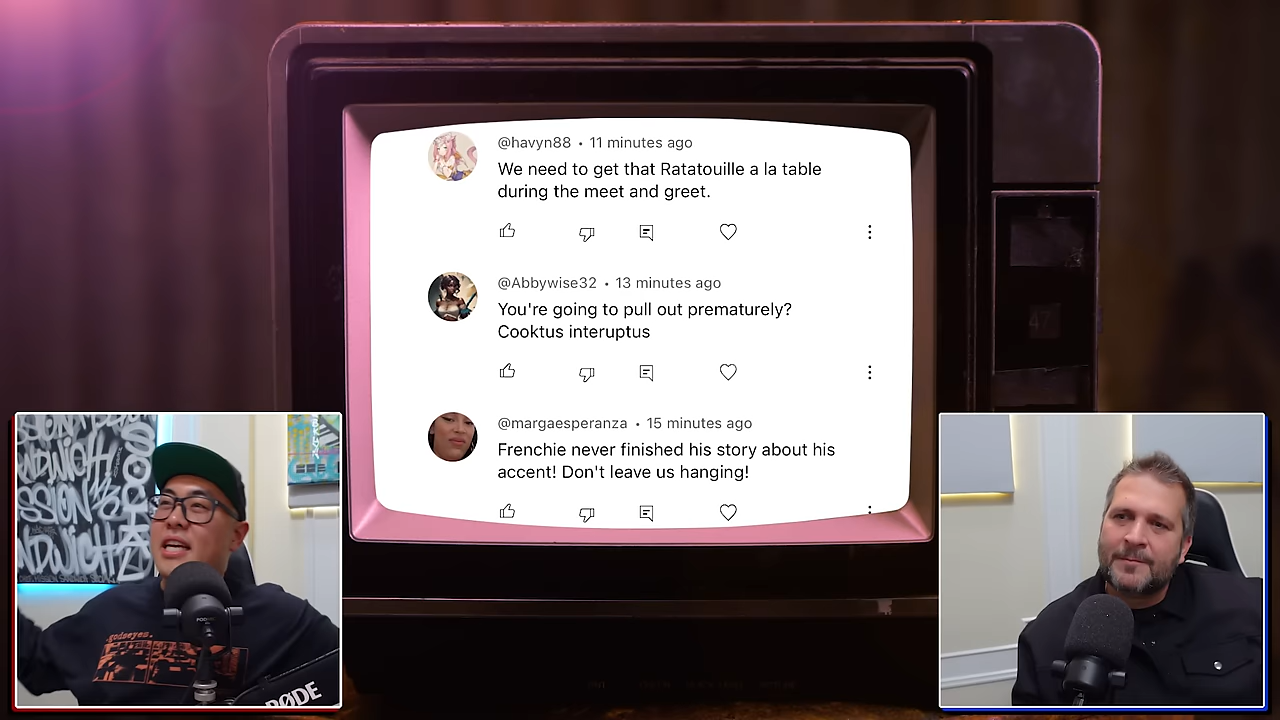 @havyn88 • 11 minutes ago
We need to get that Ratatouille a la table
during the meet and greet.
@Abbywise32 • 13 minutes ago
You're going to pull out prematurely?
Cooktus interuptus
@margaesperanza • 15 minutes ago
Frenchie never finished his story about his
accent! Don't leave us hanging!
47
godseyes.
RØDE